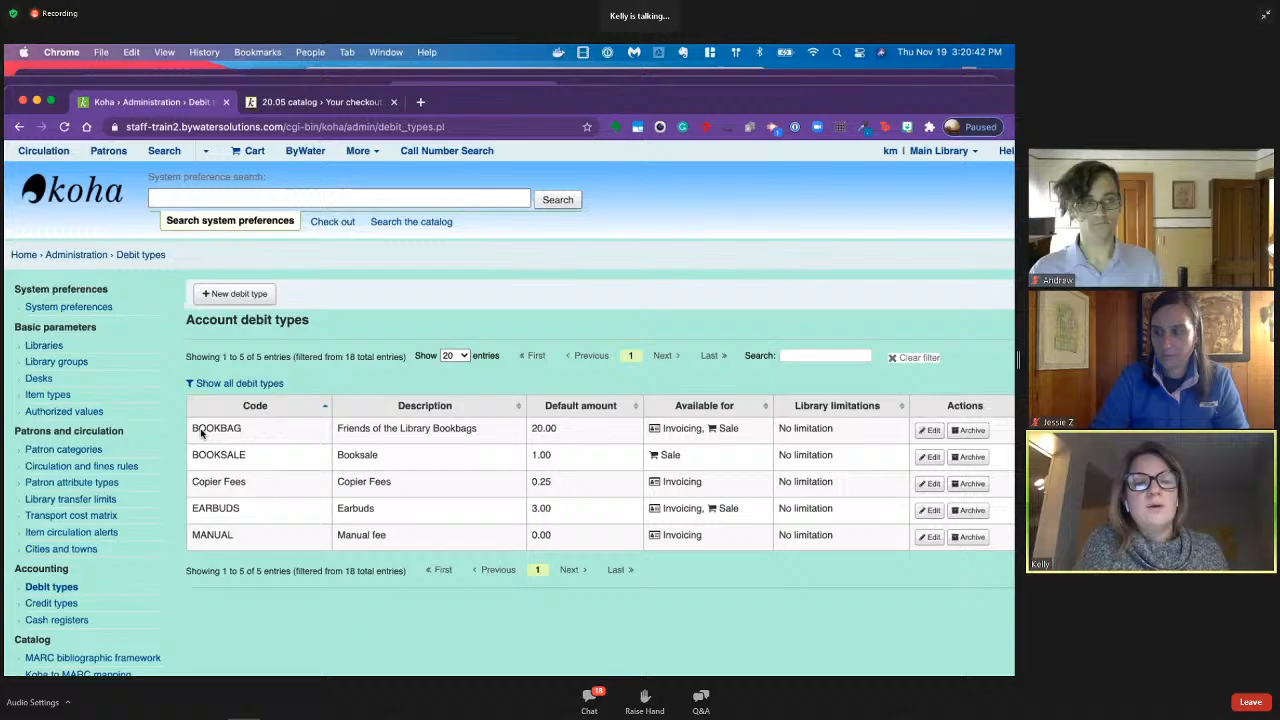 Recording
Kelly is talking...
Chrome File Edit View History Bookmarks People Tab Window Help Thu Nov 19 3:20:42 PM
Koha › Administration › Debit t
20.05 catalog › Your checkout
staff-train2.bywatersolutions.com/cgi-bin/koha/admin/debit_types.pl
Paused
Circulation Patrons Search Cart ByWater More Call Number Search km Main Library Hel
koha
System preference search:
Search
Search system preferences Check out Search the catalog
Home › Administration › Debit types
System preferences
System preferences
Basic parameters
Libraries
Library groups
Desks
Item types
Authorized values
Patrons and circulation
Patron categories
Circulation and fines rules
Patron attribute types
Library transfer limits
Transport cost matrix
Item circulation alerts
Cities and towns
Accounting
Debit types
Credit types
Cash registers
Catalog
MARC bibliographic framework
Koha to MARC mapping
+ New debit type
Account debit types
Showing 1 to 5 of 5 entries (filtered from 18 total entries) Show 20 entries First Previous 1 Next Last Search: Clear filter
Show all debit types
Code Description Default amount Available for Library limitations Actions
BOOKBAG Friends of the Library Bookbags 20.00 Invoicing, Sale No limitation Edit Archive
BOOKSALE Booksale 1.00 Sale No limitation Edit Archive
Copier Fees Copier Fees 0.25 Invoicing No limitation Edit Archive
EARBUDS Earbuds 3.00 Invoicing, Sale No limitation Edit Archive
MANUAL Manual fee 0.00 Invoicing No limitation Edit Archive
Showing 1 to 5 of 5 entries (filtered from 18 total entries) First Previous 1 Next Last
Andrew
Jessie Z
Kelly
Audio Settings
18
Chat
Raise Hand
Q&A
Leave